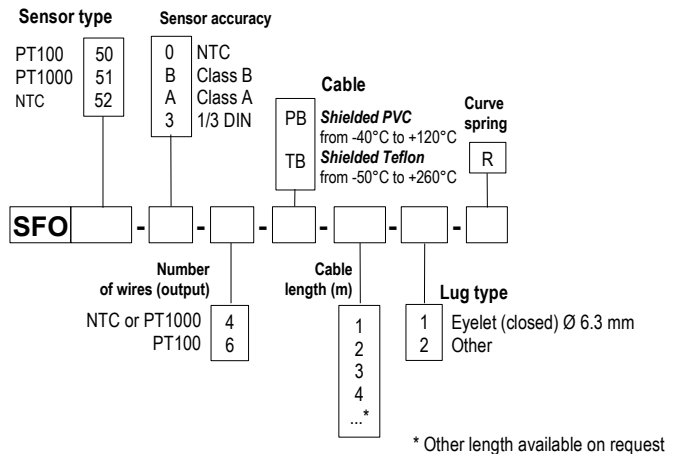 Sensor type
PT100 50
PT1000 51
NTC 52
Sensor accuracy
0 NTC
B Class B
A Class A
3 1/3 DIN
Cable
PB Shielded PVC
from -40°C to +120°C
TB Shielded Teflon
from -50°C to +260°C
Curve
spring
R
SFO - - - - - -
Number
of wires (output)
NTC or PT1000 4
PT100 6
Cable
length (m)
1
2
3
4
...*
Lug type
1 Eyelet (closed) Ø 6.3 mm
2 Other
* Other length available on request